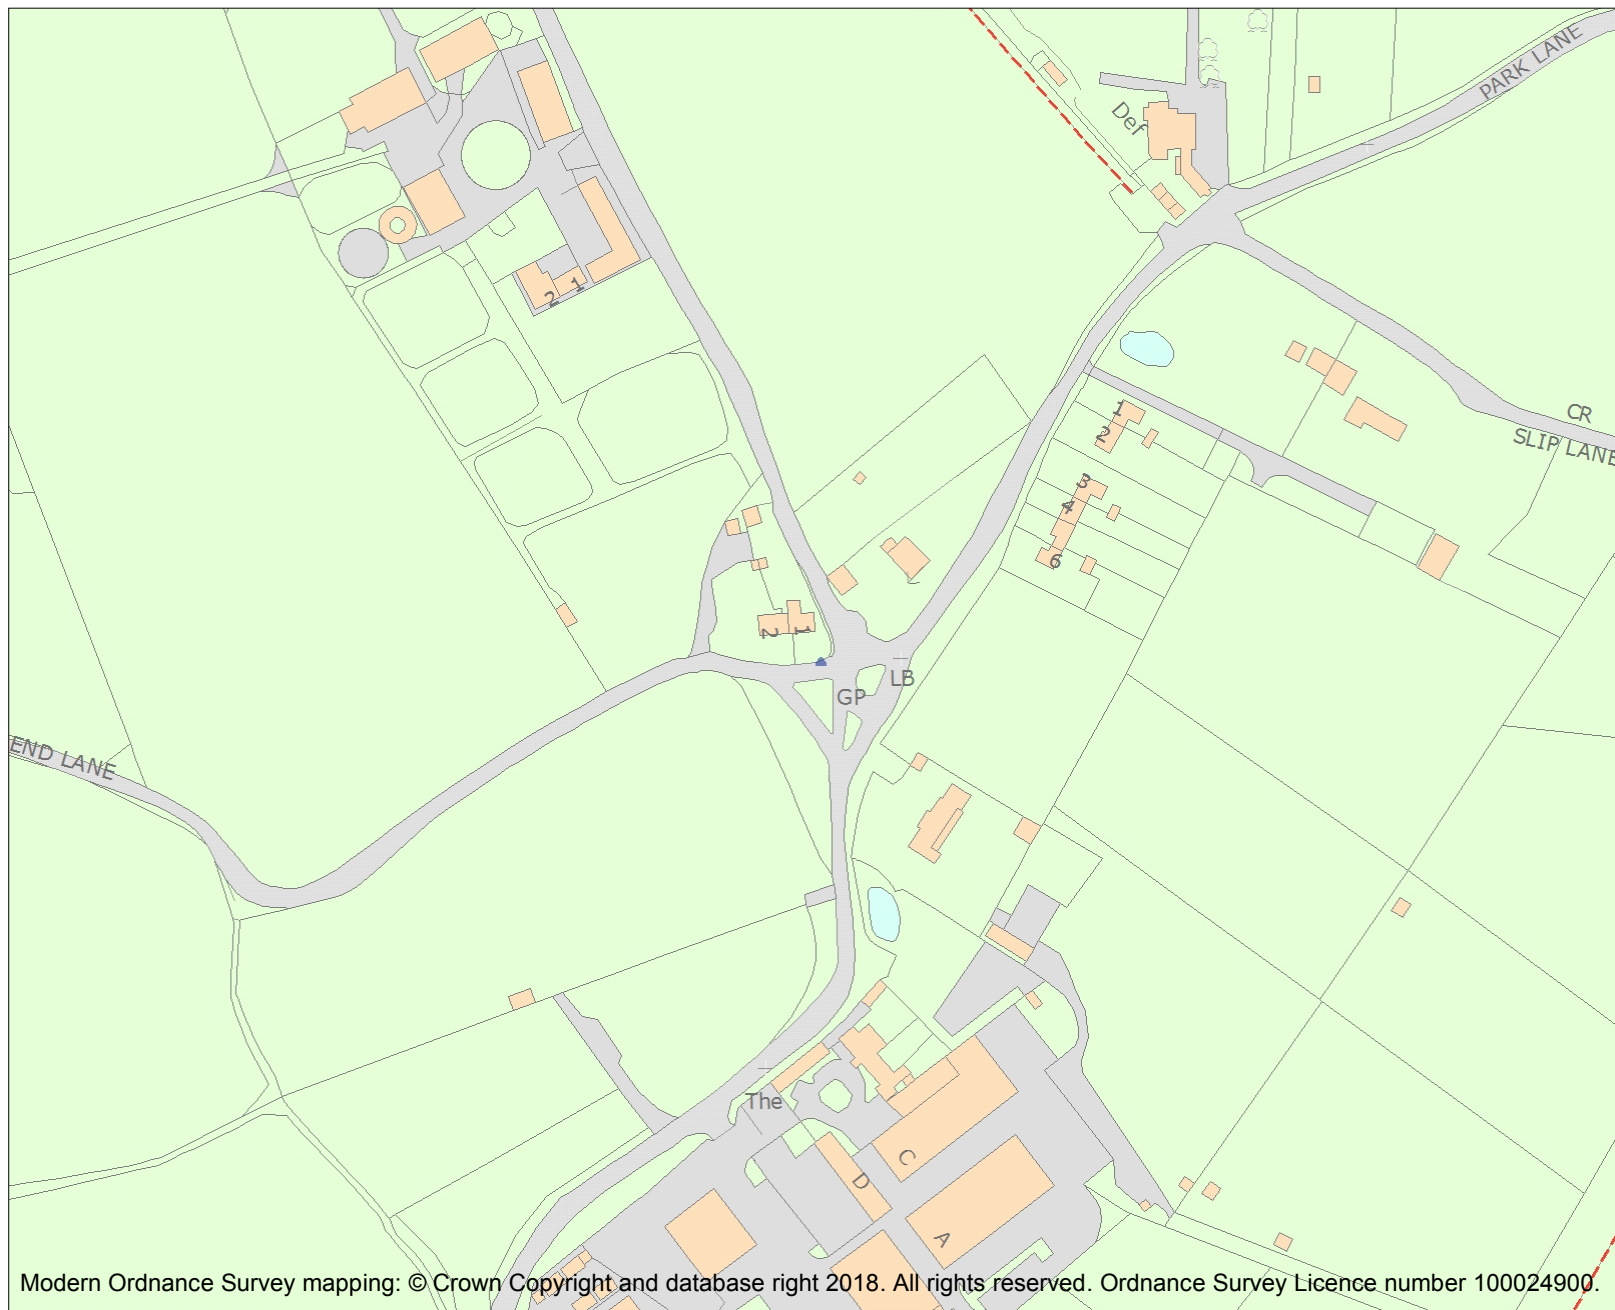 PARK LANE
Def
2 1
1
2
CR
SLIP LANE
3
4
6
2 1
LB
GP
END LANE
The
C
D
A
Modern Ordnance Survey mapping: © Crown Copyright and database right 2018. All rights reserved. Ordnance Survey Licence number 100024900.